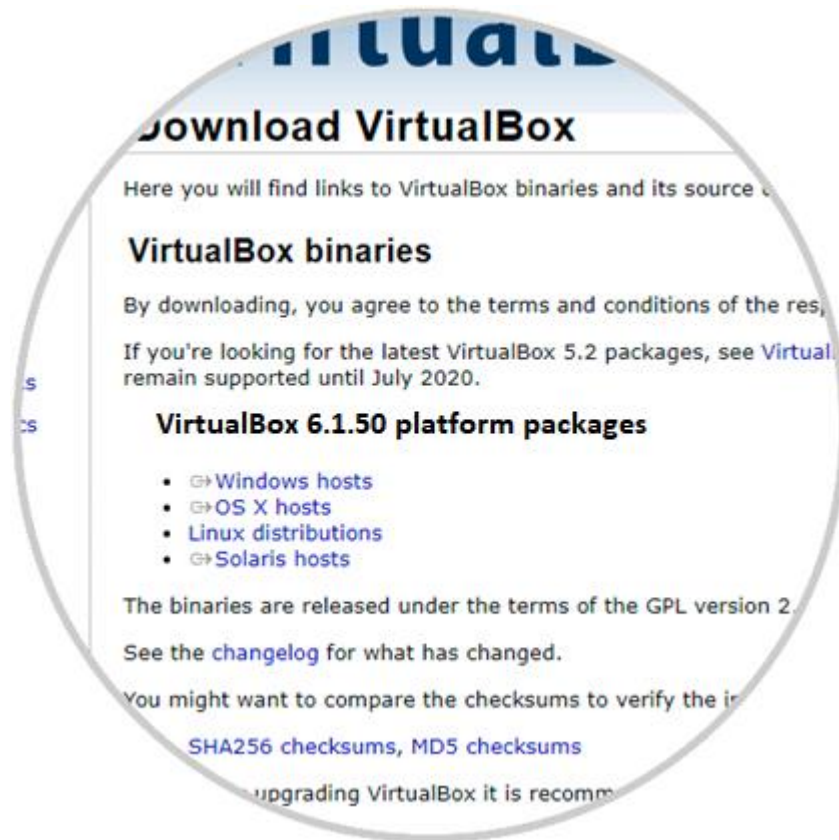 Download VirtualBox
Here you will find links to VirtualBox binaries and its source
VirtualBox binaries
By downloading, you agree to the terms and conditions of the
If you're looking for the latest VirtualBox 5.2 packages, see
remain supported until July 2020.
VirtualBox 6.1.50 platform packages
Windows hosts
OS X hosts
Linux distributions
Solaris hosts
The binaries are released under the terms of the GPL version 2.
See the changelog for what has changed.
You might want to compare the checksums to verify the
SHA256 checksums, MD5 checksums
upgrading VirtualBox it is